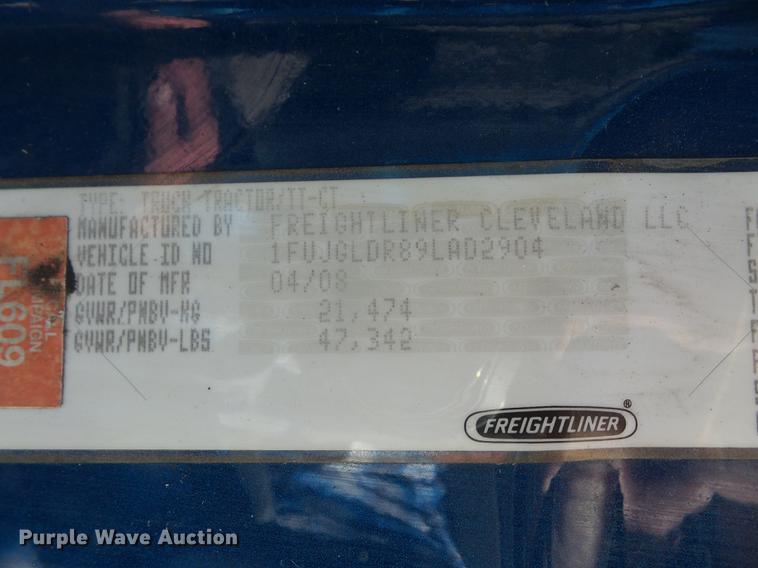 TYPE: TRUCK TRACTOR/TT-CT
MANUFACTURED BY FREIGHTLINER CLEVELAND LLC
VEHICLE ID NO 1FUJGLDR89LAD2904
DATE OF MFR 04/08
GVWR/PNBV-KG 21,474
GVWR/PNBV-LBS 47,342
FL609
FREIGHTLINER®
Purple Wave Auction